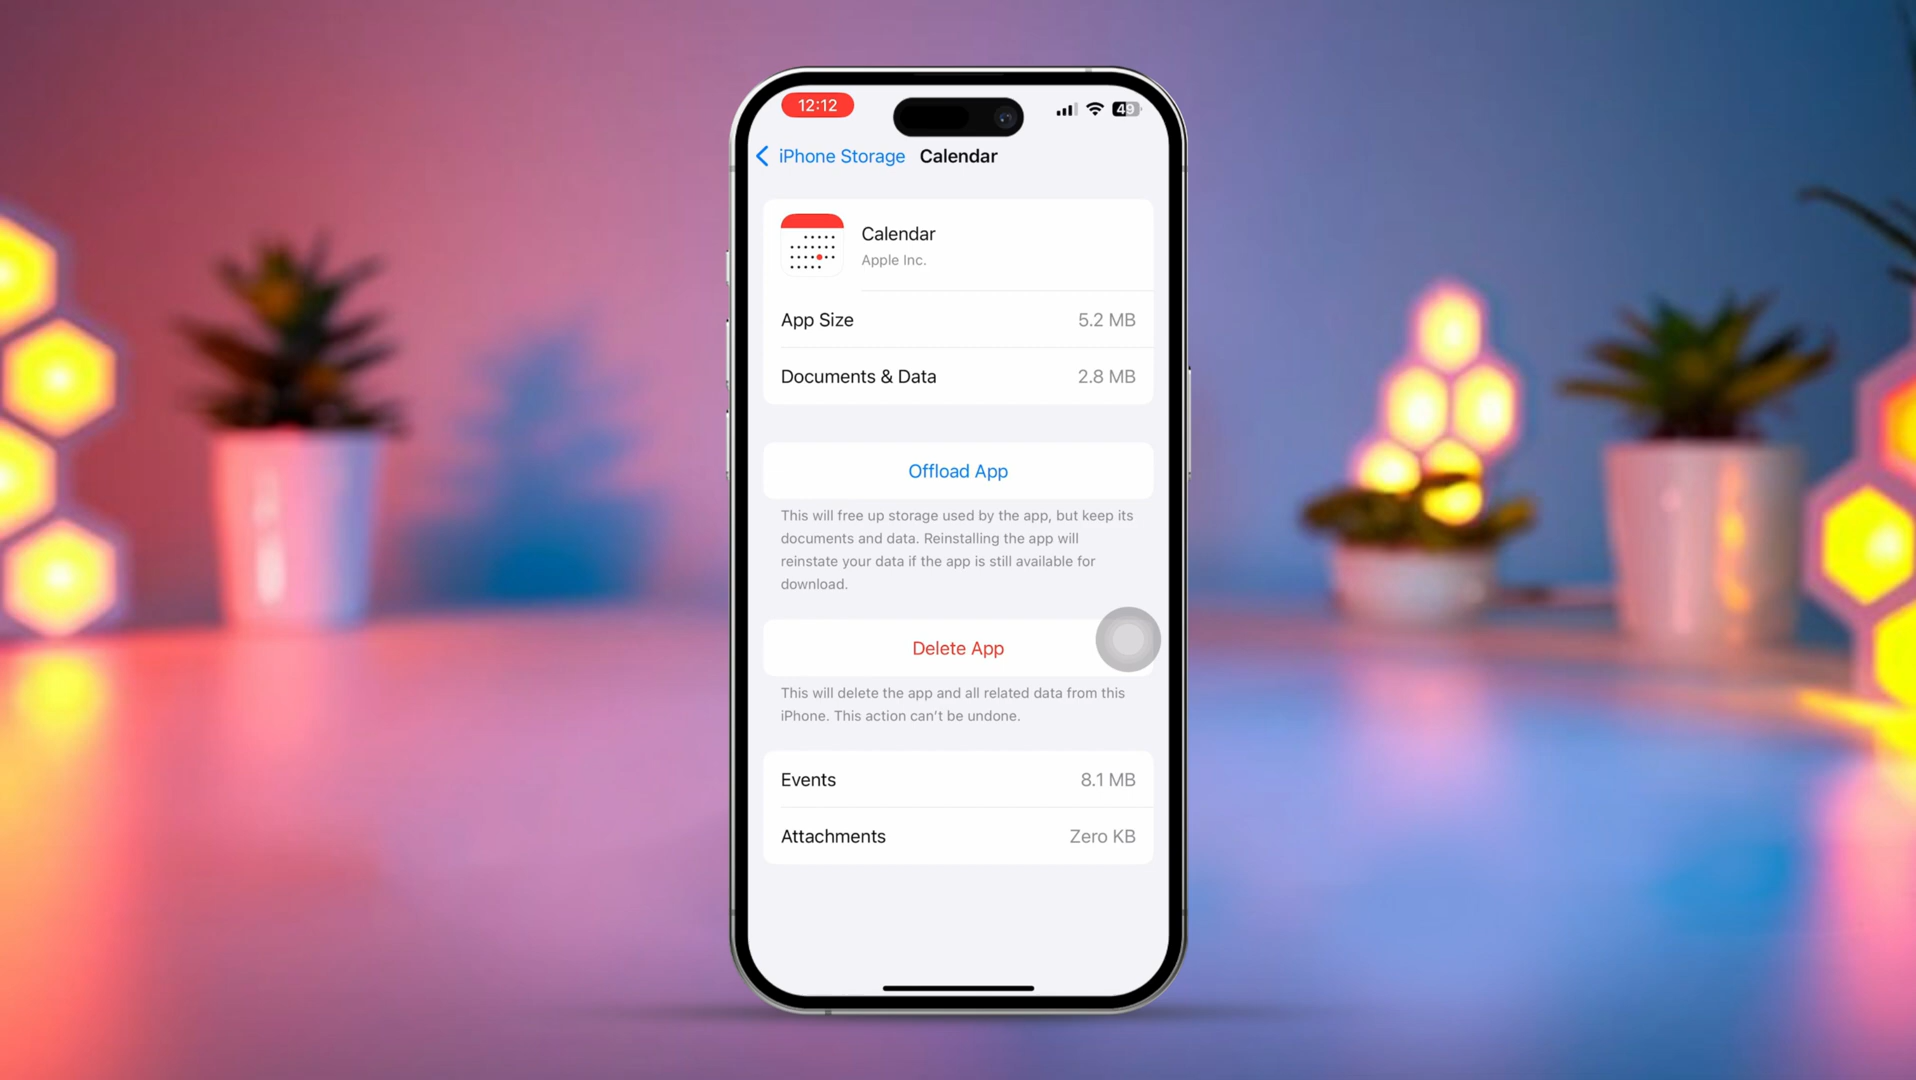 12:12
49
iPhone Storage Calendar
Calendar
Apple Inc.
App Size 5.2 MB
Documents & Data 2.8 MB
Offload App
This will free up storage used by the app, but keep its
documents and data. Reinstalling the app will
reinstate your data if the app is still available for
download.
Delete App
This will delete the app and all related data from this
iPhone. This action can't be undone.
Events 8.1 MB
Attachments Zero KB